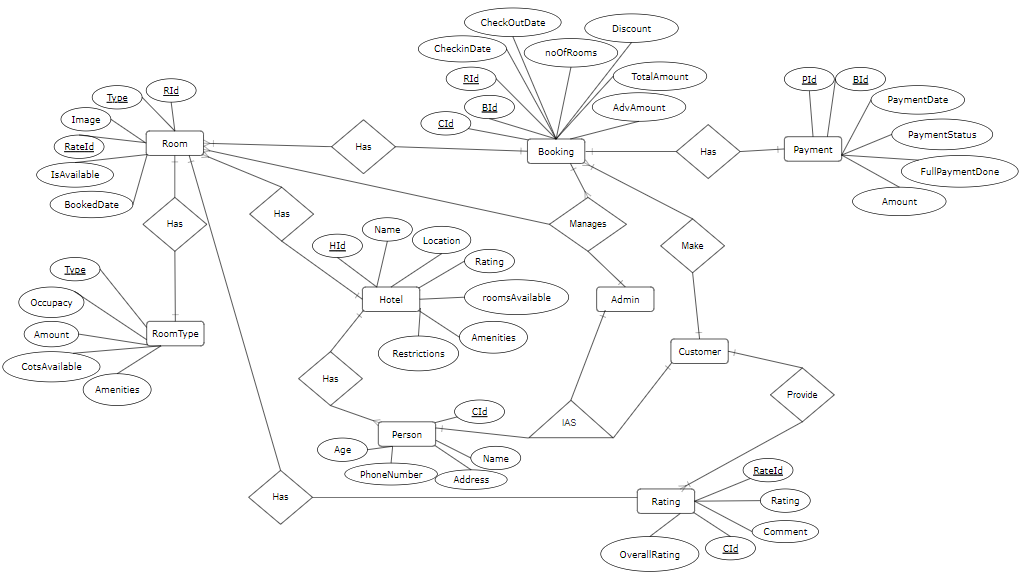 CheckOutDate
Discount
CheckinDate
noOfRooms
RId
TotalAmount
BId
AdvAmount
CId
Booking
PId
BId
PaymentDate
PaymentStatus
FullPaymentDone
Amount
Payment
Has
Has
RId
Type
Image
RateId
IsAvailable
BookedDate
Room
Has
Has
Manages
Make
Type
Occupacy
Amount
CotsAvailable
Amenities
RoomType
HId
Name
Location
Rating
roomsAvailable
Amenities
Restrictions
Hotel
Admin
Customer
Has
Provide
IAS
CId
Person
Age
PhoneNumber
Address
Name
Has
Rating
RateId
Rating
Comment
CId
OverallRating